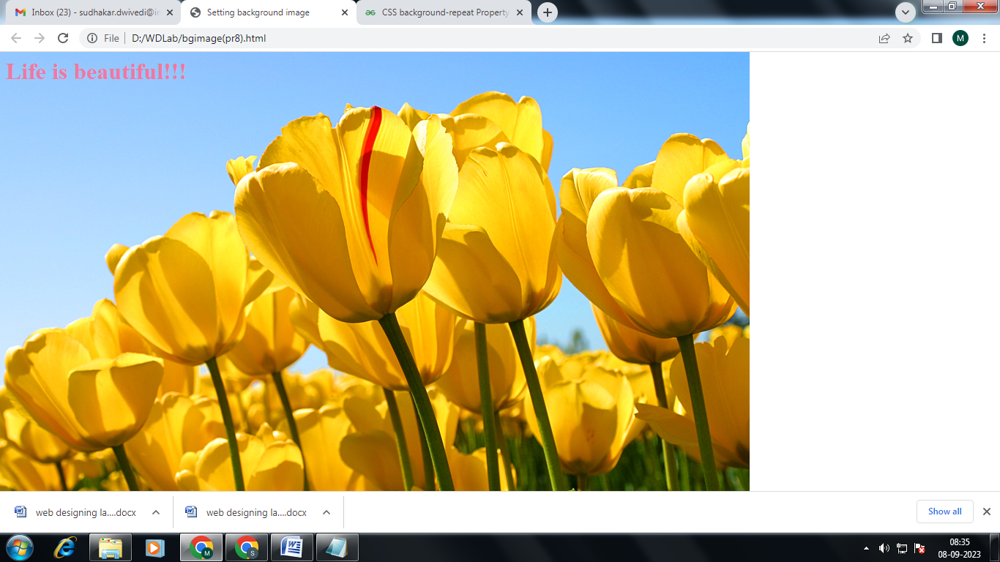 Inbox (23) - sudhakar.dwivedi@in
Setting background image
CSS background-repeat Property
File
D:/WDLab/bgimage(pr8).html
M
Life is beautiful!!!
web designing la....docx
web designing la....docx
Show all
M
S
08:35
08-09-2023